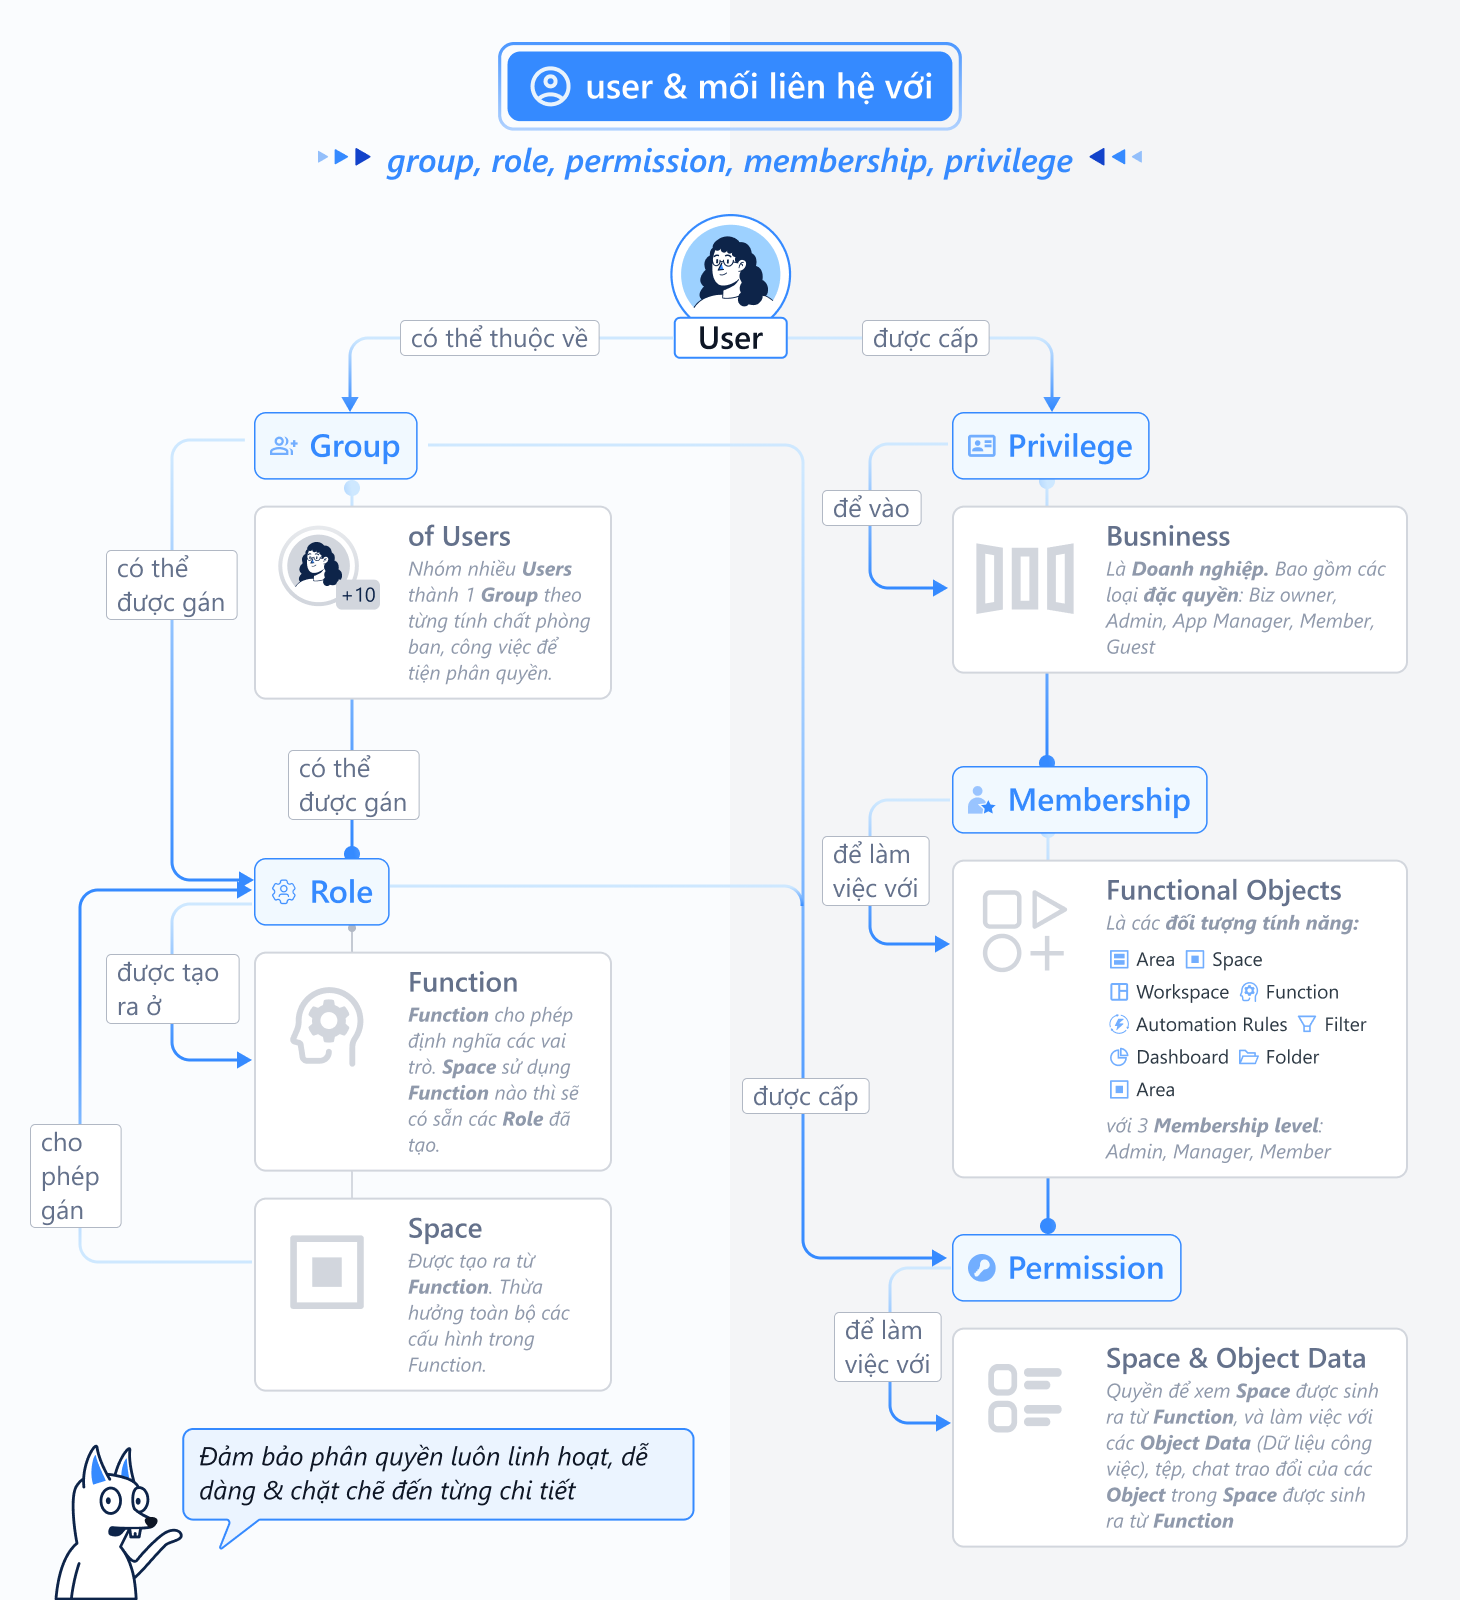 user & mối liên hệ với
group, role, permission, membership, privilege
User
có thể thuộc về
được cấp
Group
có thể
được gán
of Users
Nhóm nhiều Users
thành 1 Group theo
từng tính chất phòng
ban, công việc để
tiện phân quyền.
+10
có thể
được gán
Role
được tạo
ra ở
Function
Function cho phép
định nghĩa các vai
trò. Space sử dụng
Function nào thì sẽ
có sẵn các Role đã
tạo.
cho
phép
gán
Space
Được tạo ra từ
Function. Thừa
hưởng toàn bộ các
cấu hình trong
Function.
Privilege
để vào
Busniness
Là Doanh nghiệp. Bao gồm các
loại đặc quyền: Biz owner,
Admin, App Manager, Member,
Guest
Membership
để làm
việc với
Functional Objects
Là các đối tượng tính năng:
Area Space
Workspace Function
Automation Rules Filter
Dashboard Folder
Area
với 3 Membership level:
Admin, Manager, Member
được cấp
Permission
để làm
việc với
Space & Object Data
Quyền để xem Space được sinh
ra từ Function, và làm việc với
các Object Data (Dữ liệu công
việc), tệp, chat trao đổi của các
Object trong Space được sinh
ra từ Function
Đảm bảo phân quyền luôn linh hoạt, dễ
dàng & chặt chẽ đến từng chi tiết